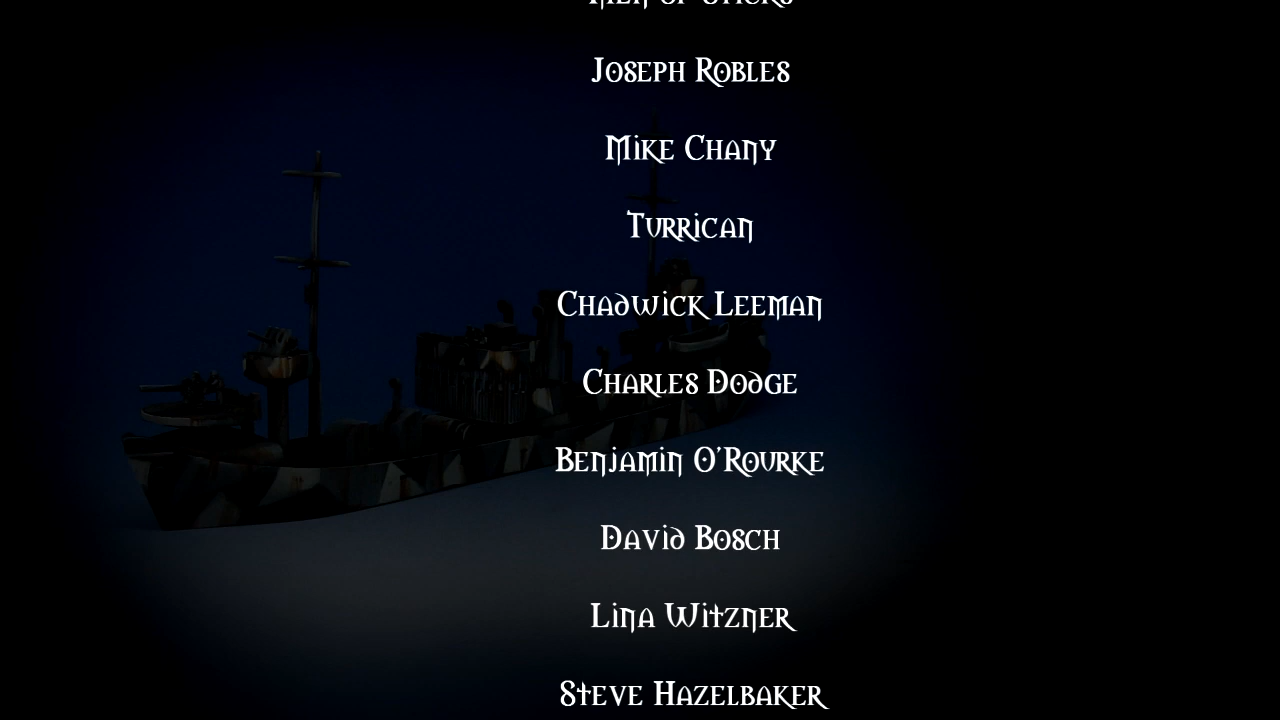 Joseph Robles
Mike Chany
Turrican
Chadwick Leeman
Charles Dodge
Benjamin O'Rourke
David Bosch
Lina Witzner
Steve Hazelbaker